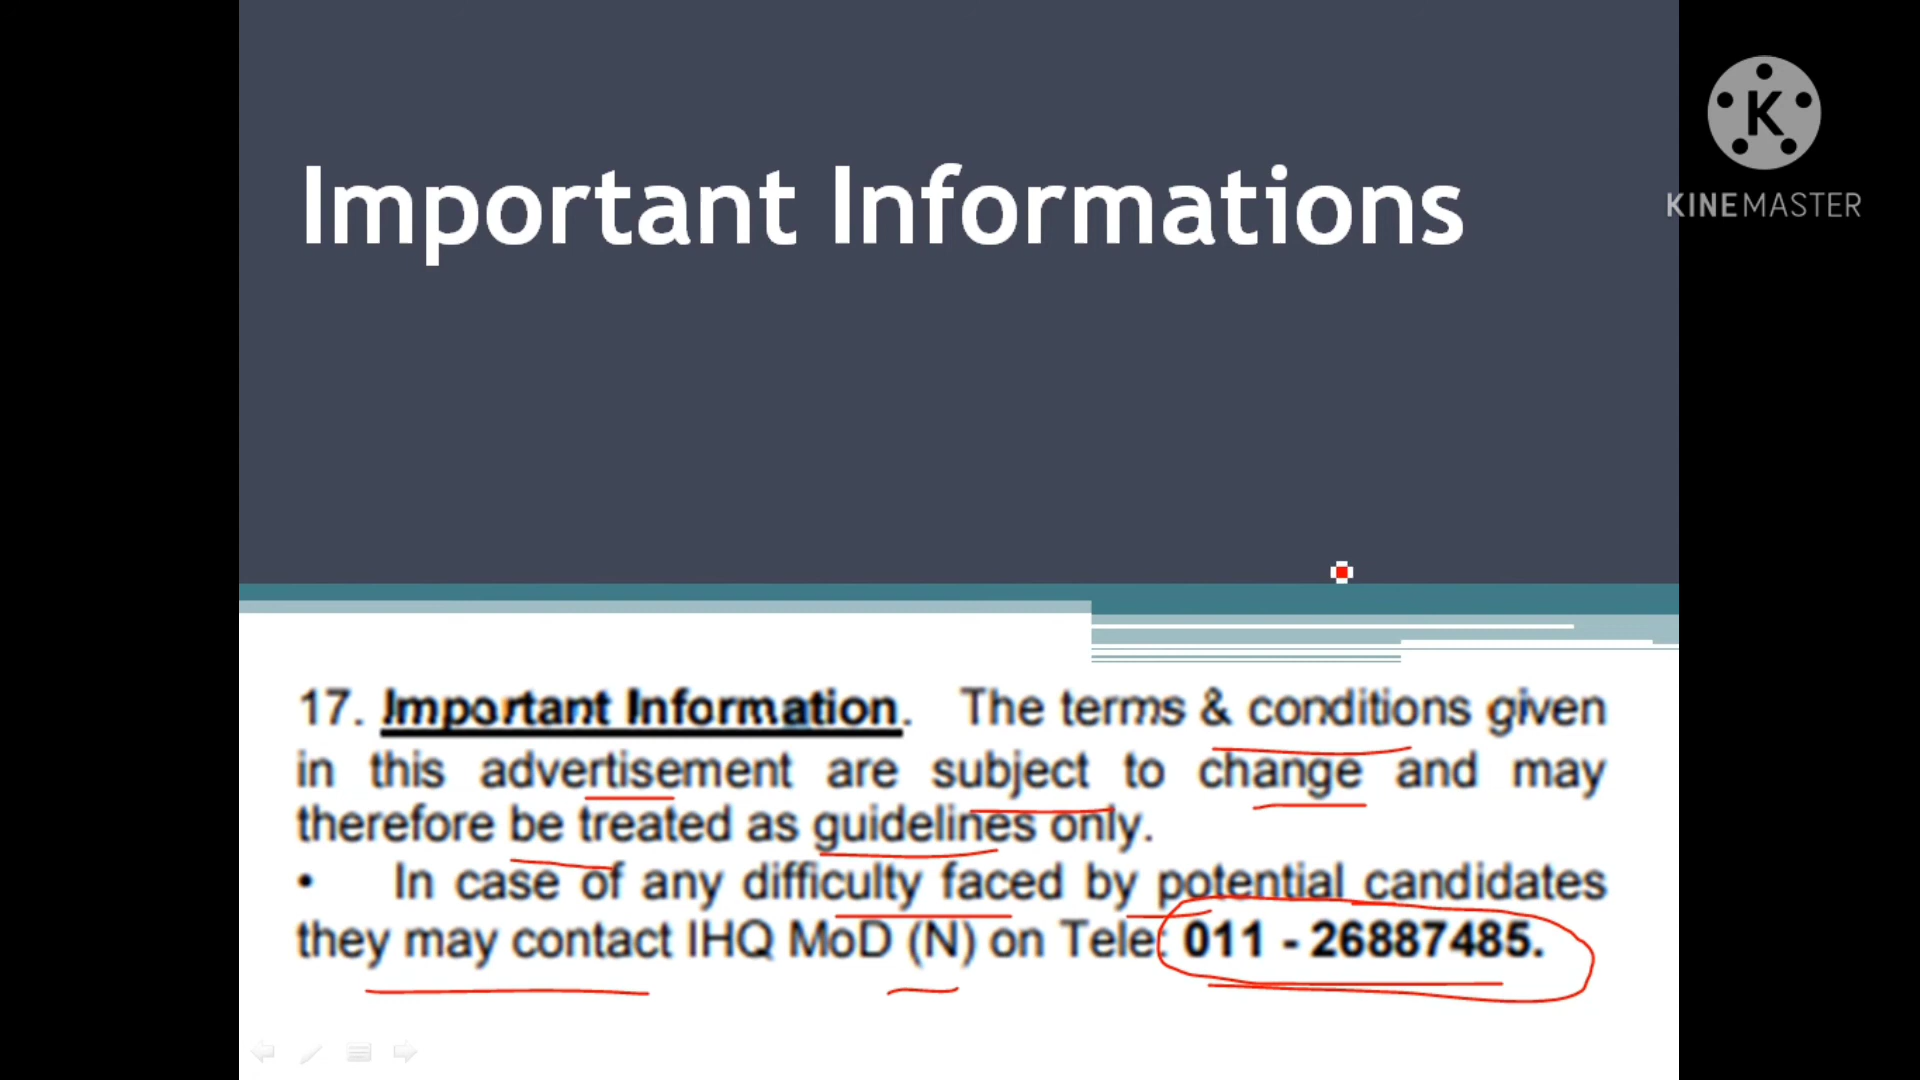 Important Informations
K
KINEMASTER
17. Important Information. The terms & conditions given
in this advertisement are subject to change and may
therefore be treated as guidelines only.
• In case of any difficulty faced by potential candidates
they may contact IHQ MoD (N) on Tele: 011 - 26887485.